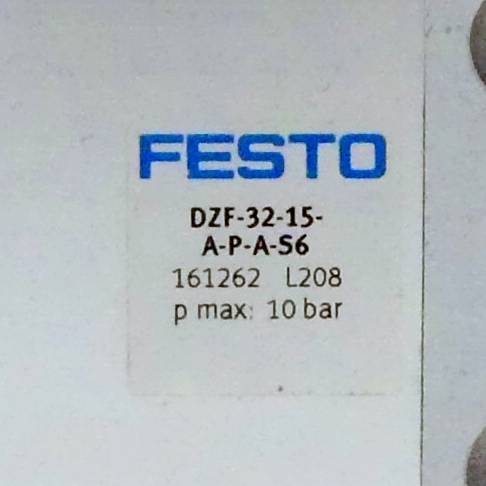 FESTO
DZF-32-15-
A-P-A-S6
161262 L208
p max: 10 bar